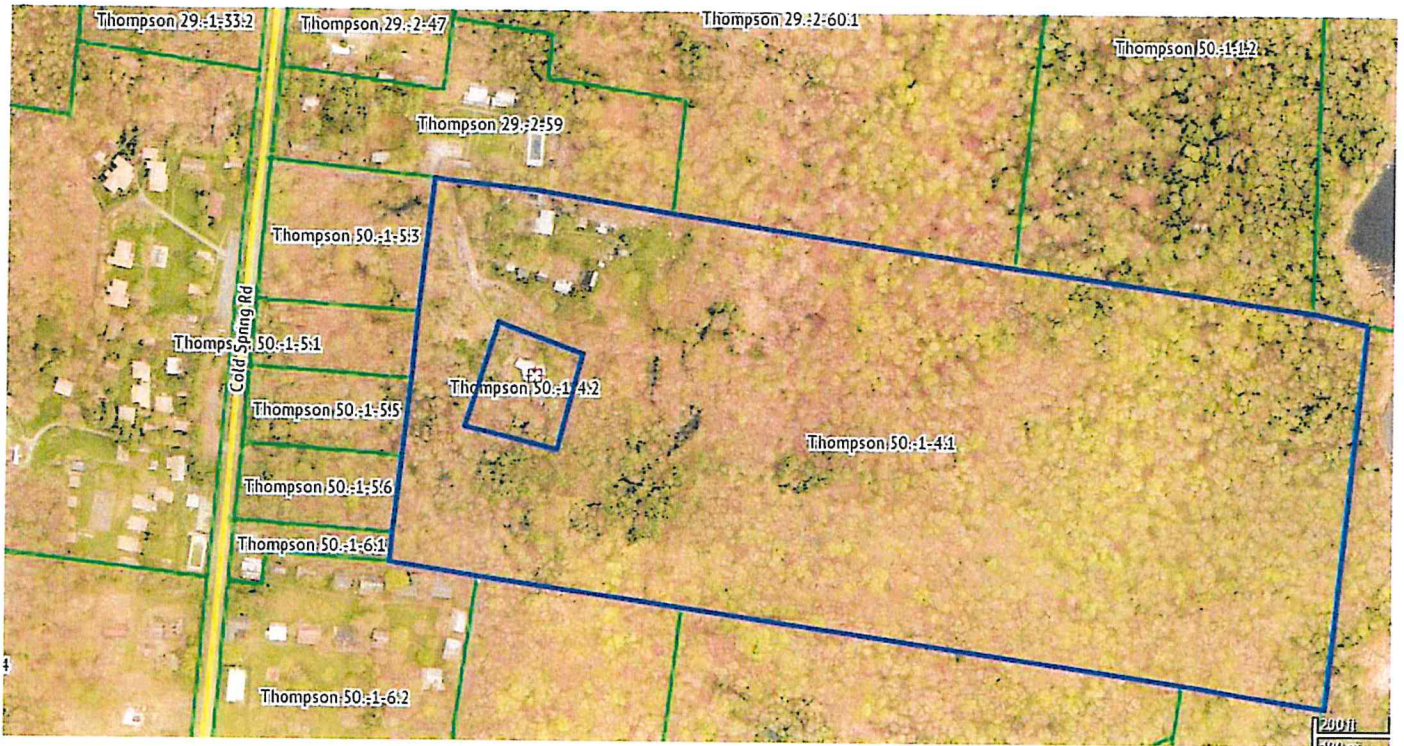 Thompson 29.-1-33.2
Thompson 29.-2-47
Thompson 29.-2-60.1
Thompson 50.-1-1.2
Thompson 29.-2-59
Thompson 50.-1-5.3
Cold Spring Rd
Thompson 50.-1-5.1
Thompson 50.-1-4.2
Thompson 50.-1-5.5
Thompson 50.-1-4.1
Thompson 50.-1-5.6
Thompson 50.-1-6.1
4
Thompson 50.-1-6.2
200 ft